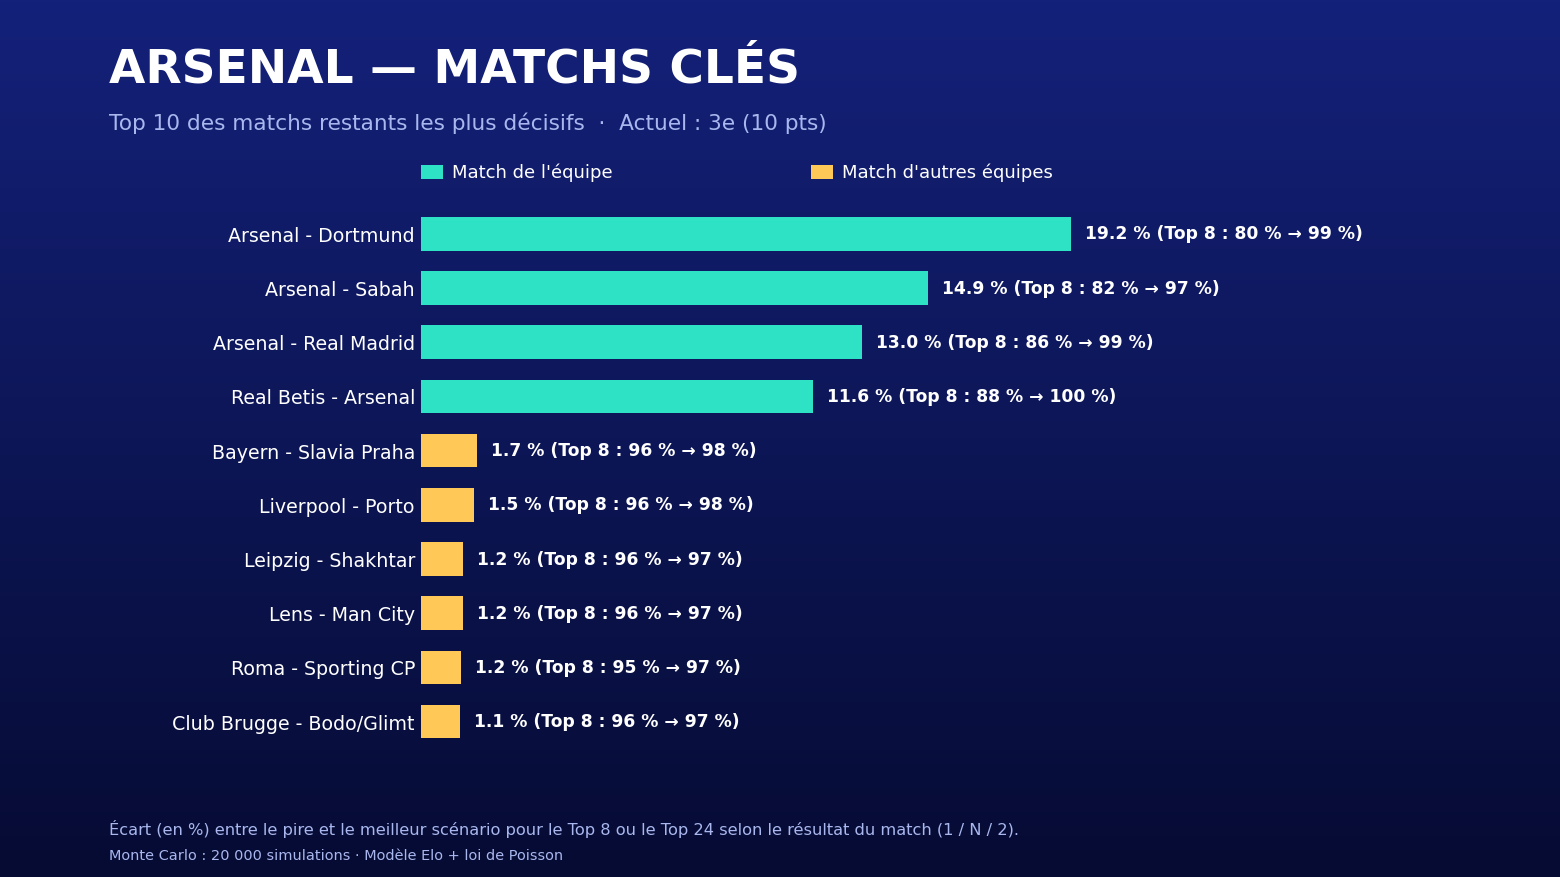 ARSENAL — MATCHS CLÉS
Top 10 des matchs restants les plus décisifs · Actuel : 3e (10 pts)
Match de l'équipe
Match d'autres équipes
Arsenal - Dortmund 19.2 % (Top 8 : 80 % → 99 %)
Arsenal - Sabah 14.9 % (Top 8 : 82 % → 97 %)
Arsenal - Real Madrid 13.0 % (Top 8 : 86 % → 99 %)
Real Betis - Arsenal 11.6 % (Top 8 : 88 % → 100 %)
Bayern - Slavia Praha 1.7 % (Top 8 : 96 % → 98 %)
Liverpool - Porto 1.5 % (Top 8 : 96 % → 98 %)
Leipzig - Shakhtar 1.2 % (Top 8 : 96 % → 97 %)
Lens - Man City 1.2 % (Top 8 : 96 % → 97 %)
Roma - Sporting CP 1.2 % (Top 8 : 95 % → 97 %)
Club Brugge - Bodo/Glimt 1.1 % (Top 8 : 96 % → 97 %)
Écart (en %) entre le pire et le meilleur scénario pour le Top 8 ou le Top 24 selon le résultat du match (1 / N / 2).
Monte Carlo : 20 000 simulations · Modèle Elo + loi de Poisson